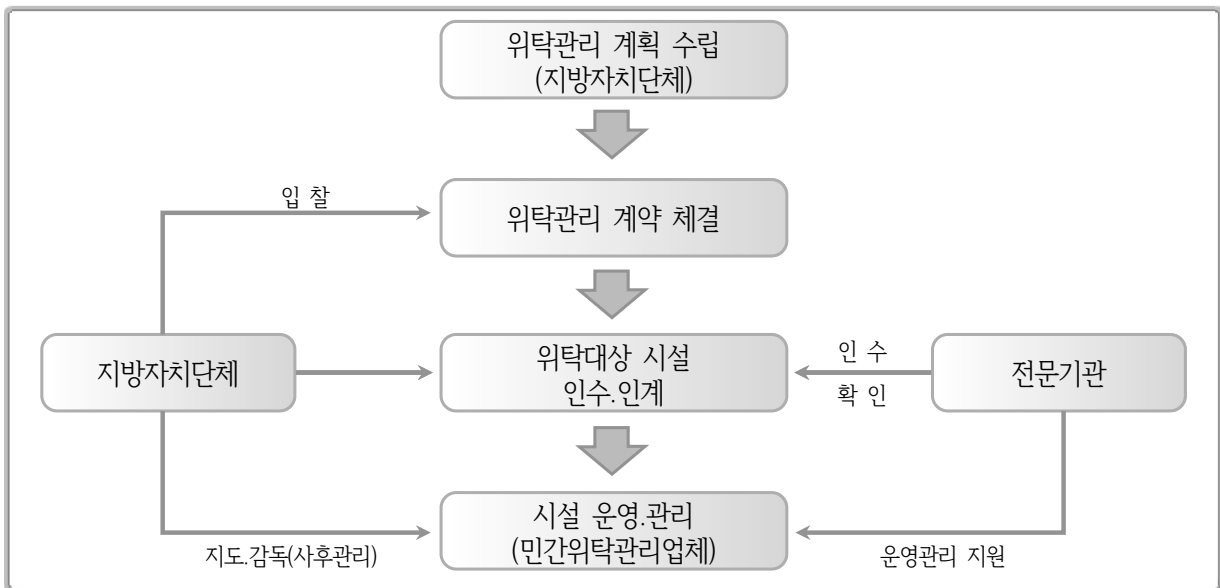 위탁관리 계획 수립
(지방자치단체)
입 찰
위탁관리 계약 체결
지방자치단체
위탁대상 시설
인수.인계
인 수
확 인
전문기관
시설 운영.관리
(민간위탁관리업체)
지도.감독(사후관리)
운영관리 지원